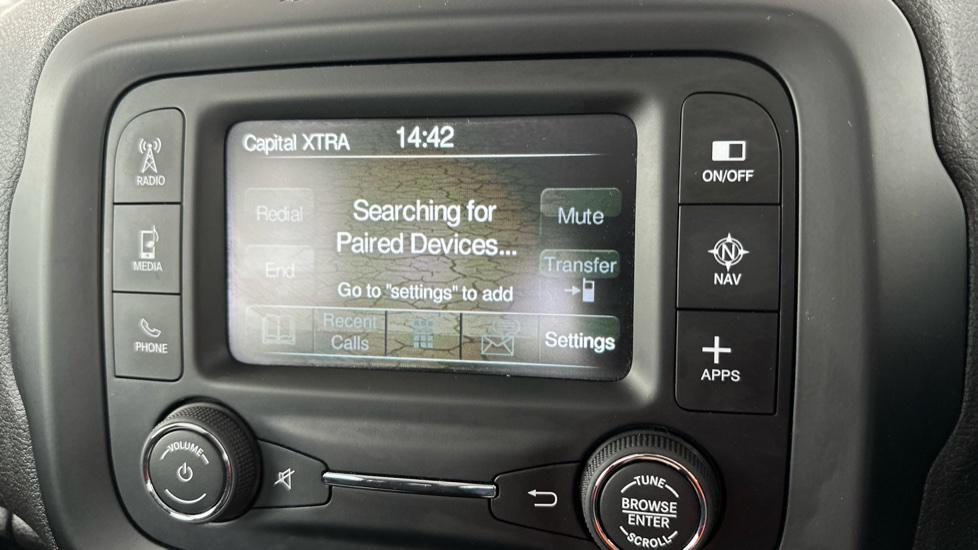 Capital XTRA 14:42
Searching for
Paired Devices...
Go to "settings" to add
Redial
End
Mute
Transfer
Recent
Calls
Settings
RADIO
MEDIA
PHONE
ON/OFF
N
NAV
APPS
VOLUME
TUNE
BROWSE
ENTER
SCROLL